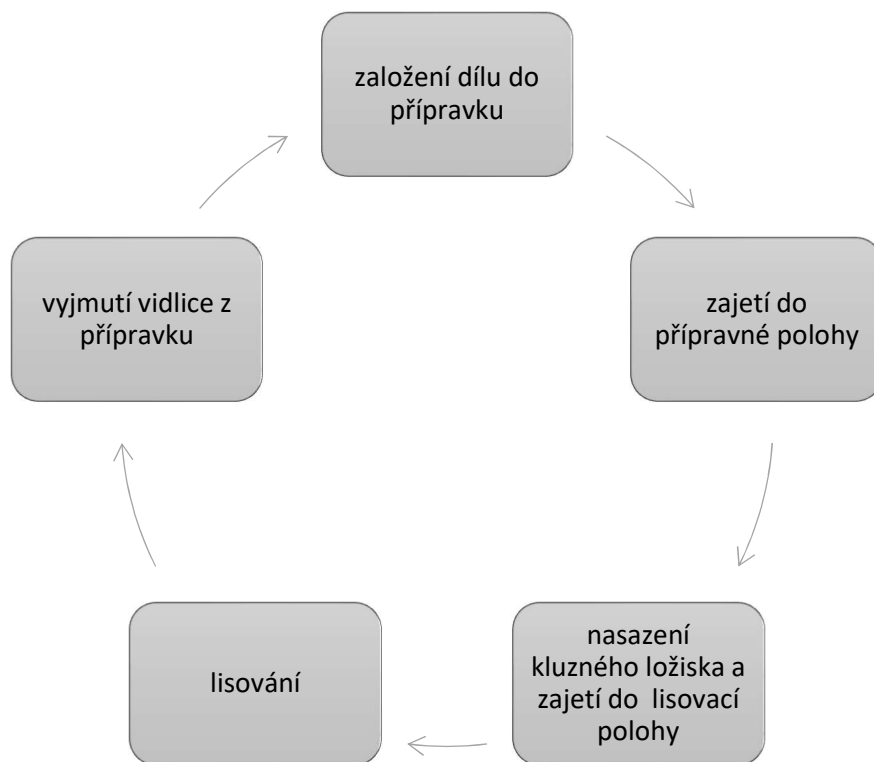 založení dílu do
přípravku
zajetí do
přípravné polohy
nasazení
kluzného ložiska a
zajetí do lisovací
polohy
lisování
vyjmutí vidlice z
přípravku